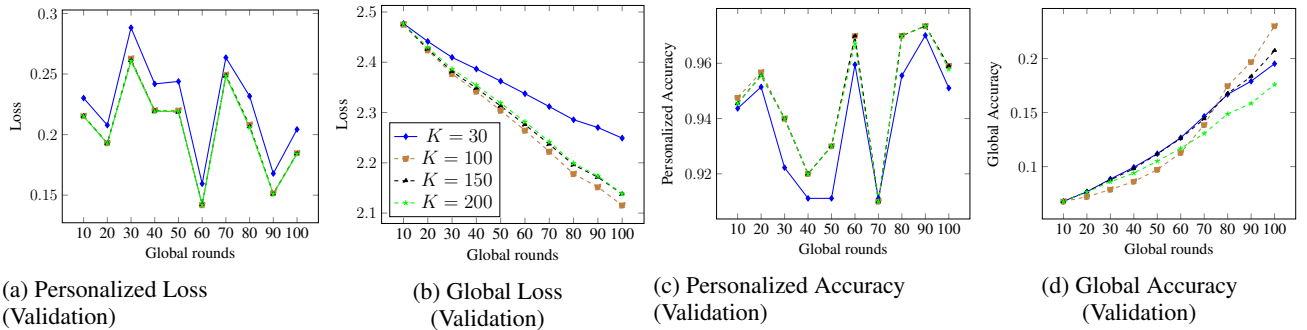 0.3
0.25
0.2
0.15
Loss
10 20 30 40 50 60 70 80 90 100
Global rounds
(a) Personalized Loss
(Validation)
2.5
2.4
2.3
2.2
2.1
Loss
K = 30
K = 100
K = 150
K = 200
10 20 30 40 50 60 70 80 90 100
Global rounds
(b) Global Loss
(Validation)
0.96
0.94
0.92
Personalized Accuracy
10 20 30 40 50 60 70 80 90 100
Global rounds
(c) Personalized Accuracy
(Validation)
0.2
0.15
0.1
Global Accuracy
10 20 30 40 50 60 70 80 90 100
Global rounds
(d) Global Accuracy
(Validation)